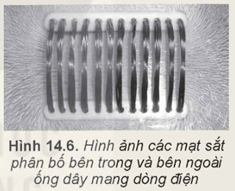 Hình 14.6. Hình ảnh các mạt sắt
phân bố bên trong và bên ngoài
ống dây mang dòng điện